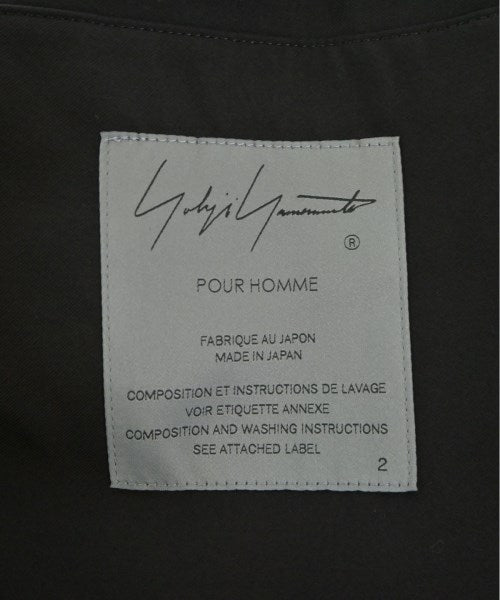 Yohji Yamamoto
®
POUR HOMME
FABRIQUE AU JAPON
MADE IN JAPAN
COMPOSITION ET INSTRUCTIONS DE LAVAGE
VOIR ETIQUETTE ANNEXE
COMPOSITION AND WASHING INSTRUCTIONS
SEE ATTACHED LABEL
2